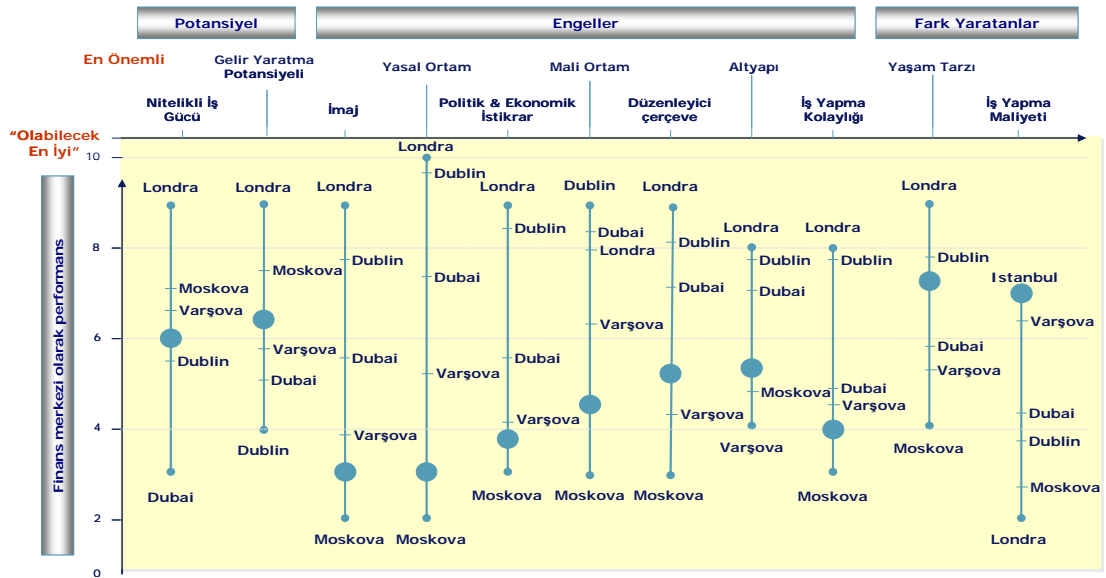 Potansiyel
Engeller
Fark Yaratanlar
En Önemli
Gelir Yaratma
Potansiyeli
Yasal Ortam
Mali Ortam
Altyapı
Yaşam Tarzı
Nitelikli İş
Gücü
İmaj
Politik & Ekonomik
İstikrar
Düzenleyici
çerçeve
İş Yapma
Kolaylığı
İş Yapma
Maliyeti
“Olabilecek
En İyi”
Finans merkezi olarak performans
10
8
6
4
2
0
Londra
Moskova
Varşova
Dublin
Dubai
Londra
Moskova
Varşova
Dubai
Dublin
Londra
Dublin
Dubai
Varşova
Moskova
Londra
Dublin
Dubai
Varşova
Moskova
Londra
Dublin
Dubai
Varşova
Moskova
Dublin
Dubai
Londra
Varşova
Moskova
Londra
Dublin
Dubai
Varşova
Moskova
Londra
Dublin
Dubai
Moskova
Varşova
Londra
Dublin
Dubai
Varşova
Moskova
Londra
Dublin
Dubai
Varşova
Moskova
Istanbul
Varşova
Dubai
Dublin
Moskova
Londra